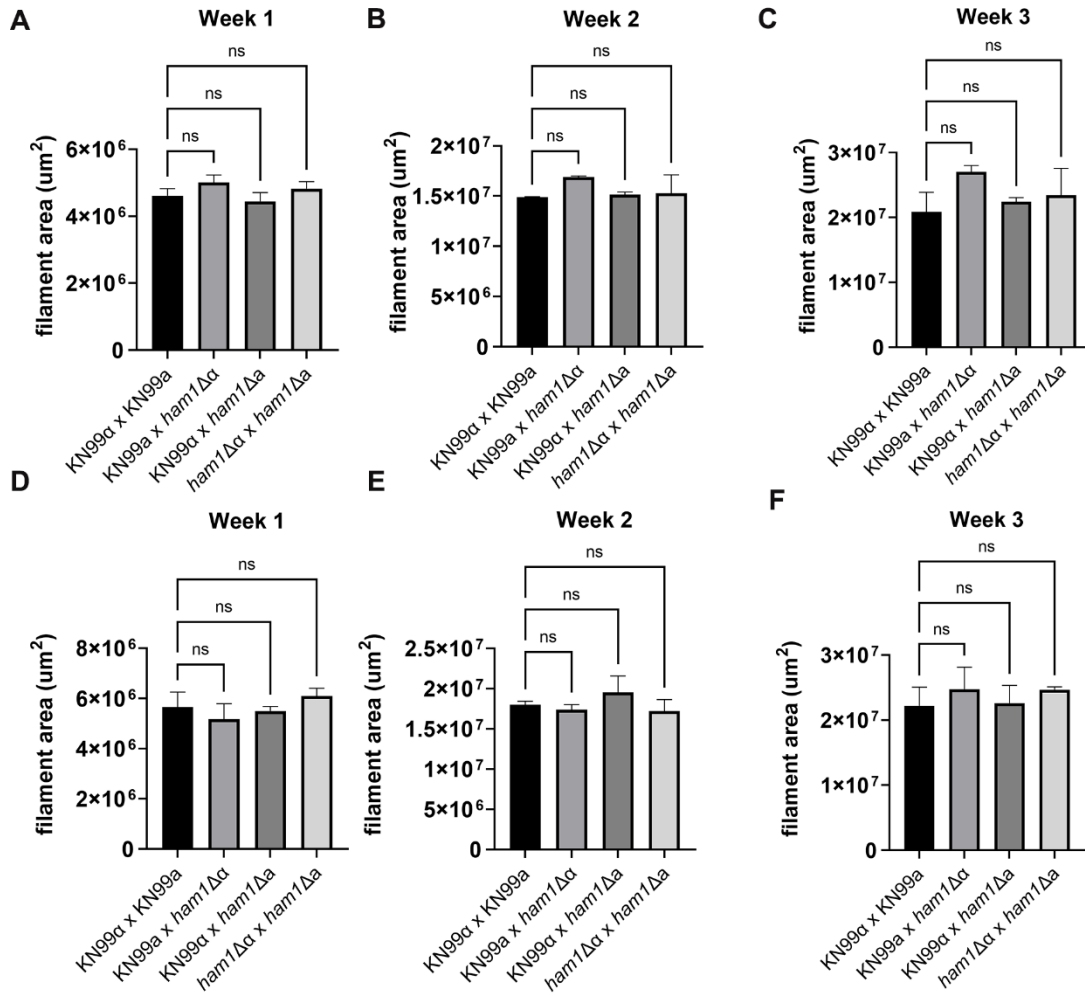 A
Week 1
ns
ns
ns
filament area (um²)
6×10⁶
4×10⁶
2×10⁶
0
KN99α x KN99a
KN99a x ham1Δα
KN99α x ham1Δa
ham1Δα x ham1Δa
B
Week 2
ns
ns
ns
filament area (um²)
2×10⁷
1.5×10⁷
1×10⁷
5×10⁶
0
KN99α x KN99a
KN99a x ham1Δα
KN99α x ham1Δa
ham1Δα x ham1Δa
C
Week 3
ns
ns
ns
filament area (um²)
3×10⁷
2×10⁷
1×10⁷
0
KN99α x KN99a
KN99a x ham1Δα
KN99α x ham1Δa
ham1Δα x ham1Δa
D
Week 1
ns
ns
ns
filament area (um²)
8×10⁶
6×10⁶
4×10⁶
2×10⁶
0
KN99α x KN99a
KN99a x ham1Δα
KN99α x ham1Δa
ham1Δα x ham1Δa
E
Week 2
ns
ns
ns
filament area (um²)
2.5×10⁷
2×10⁷
1.5×10⁷
1×10⁷
5×10⁶
0
KN99α x KN99a
KN99a x ham1Δα
KN99α x ham1Δa
ham1Δα x ham1Δa
F
Week 3
ns
ns
ns
filament area (um²)
3×10⁷
2×10⁷
1×10⁷
0
KN99α x KN99a
KN99a x ham1Δα
KN99α x ham1Δa
ham1Δα x ham1Δa